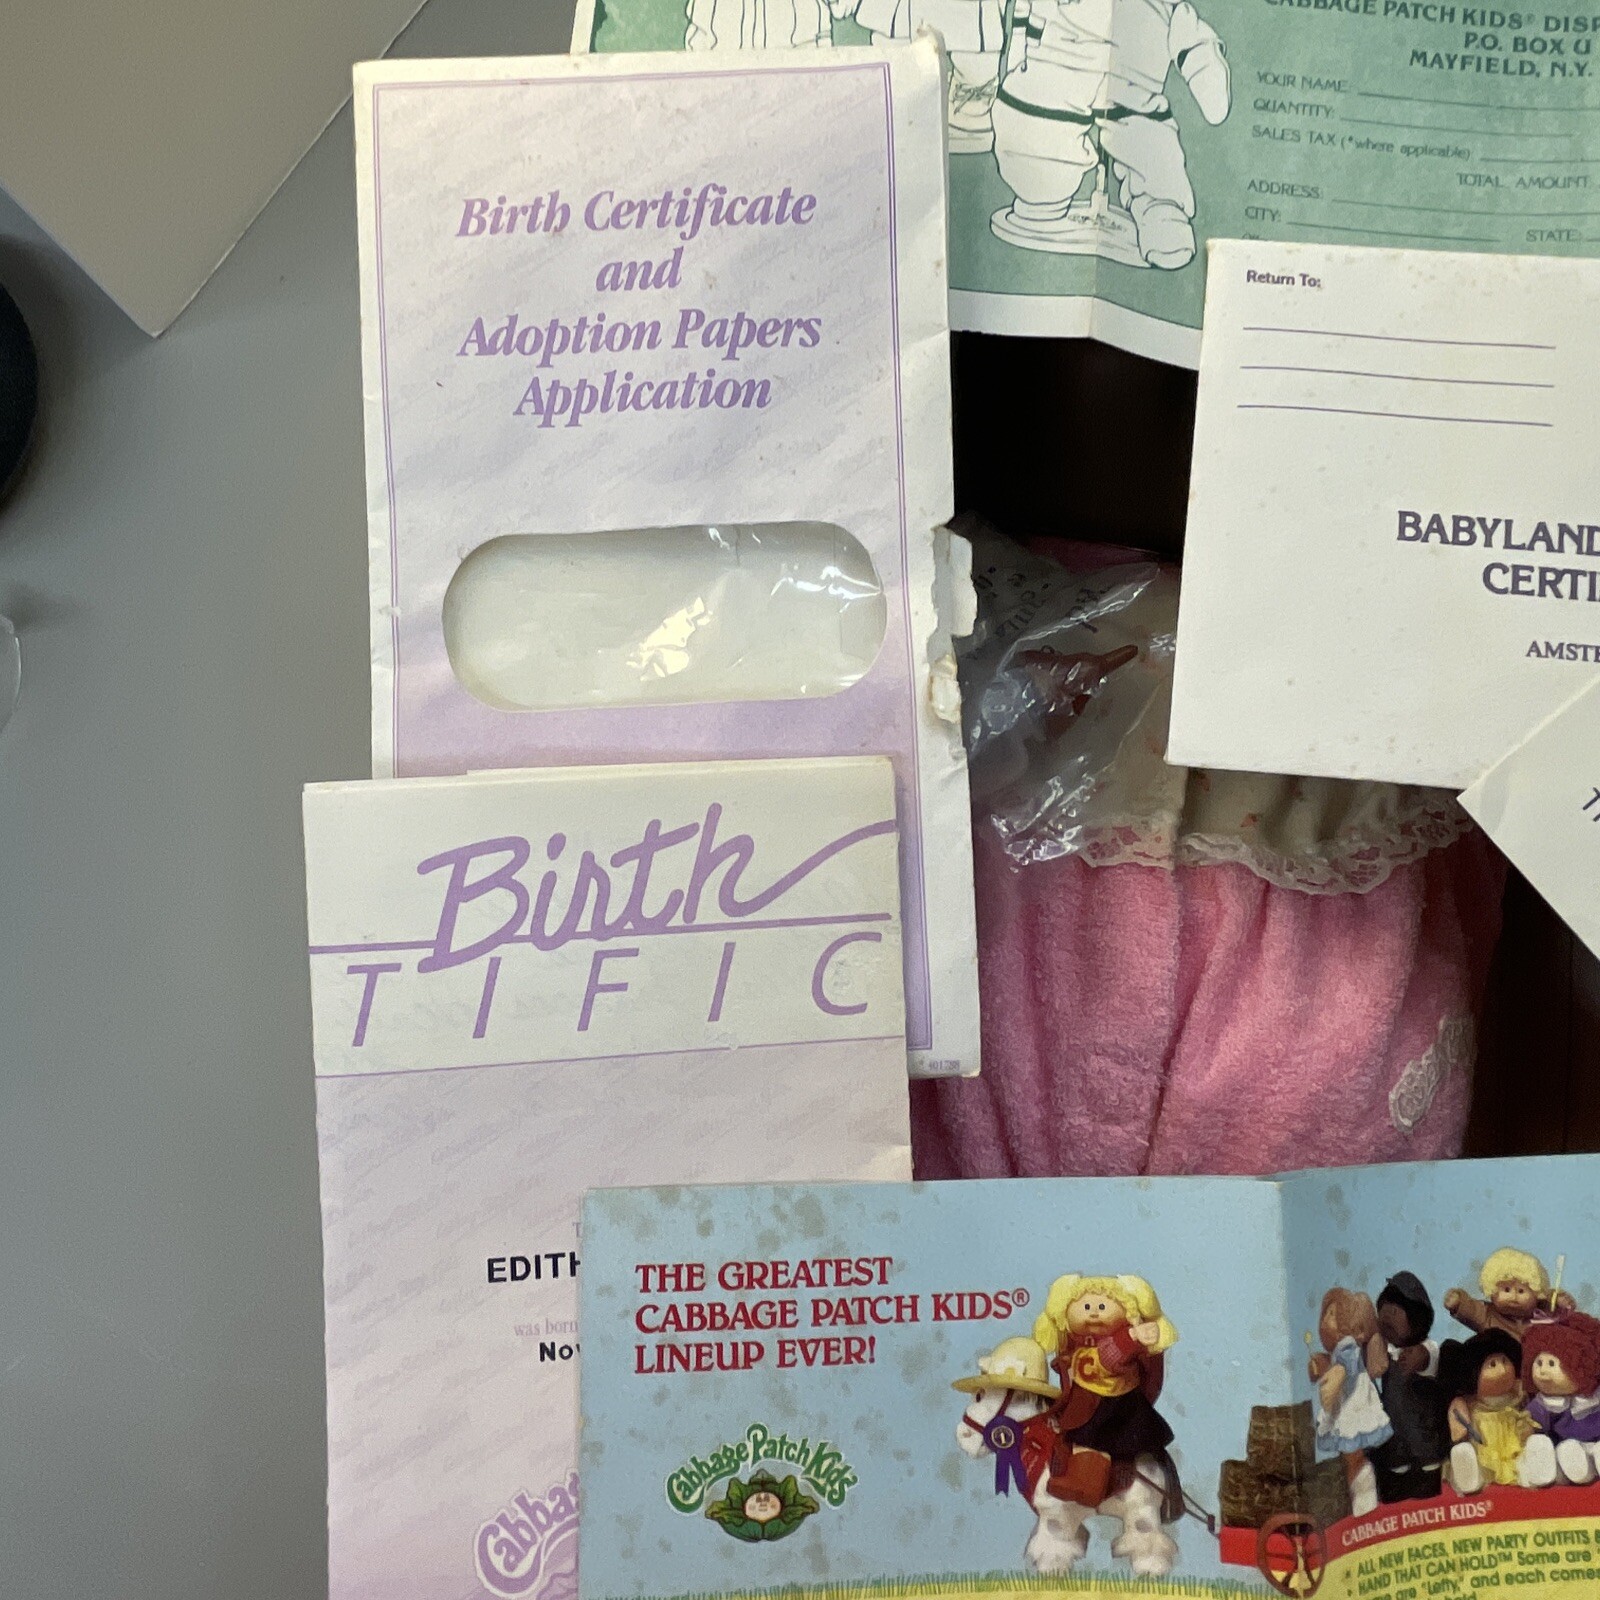 CABBAGE PATCH KIDS® DISP
P.O. BOX U
MAYFIELD, N.Y.
YOUR NAME:
QUANTITY:
SALES TAX (*where applicable)
TOTAL AMOUNT
ADDRESS:
CITY:
STATE:
Birth Certificate
and
Adoption Papers
Application
Return To:
BABYLAND
CERTI
AMSTE
Birth
TIFIC
EDITH
was born
Nov
Cabba
THE GREATEST
CABBAGE PATCH KIDS®
LINEUP EVER!
Cabbage Patch Kids
CABBAGE PATCH KIDS®
ALL NEW FACES, NEW PARTY OUTFITS
HAND THAT CAN HOLD™ Some are
are "Lefty," and each comes